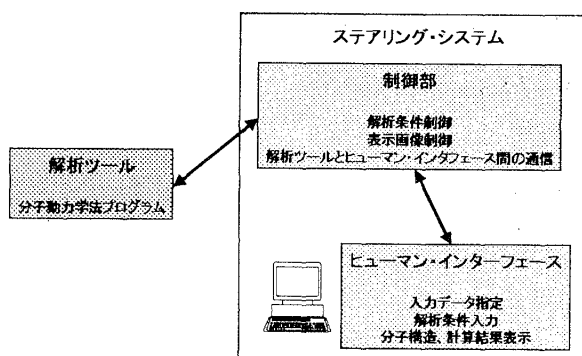 ステアリング・システム
制御部
解析条件制御
表示画像制御
解析ツールとヒューマン・インタフェース間の通信
解析ツール
分子動力学法プログラム
ヒューマン・インターフェース
入力データ指定
解析条件入力
分子構造、計算結果表示